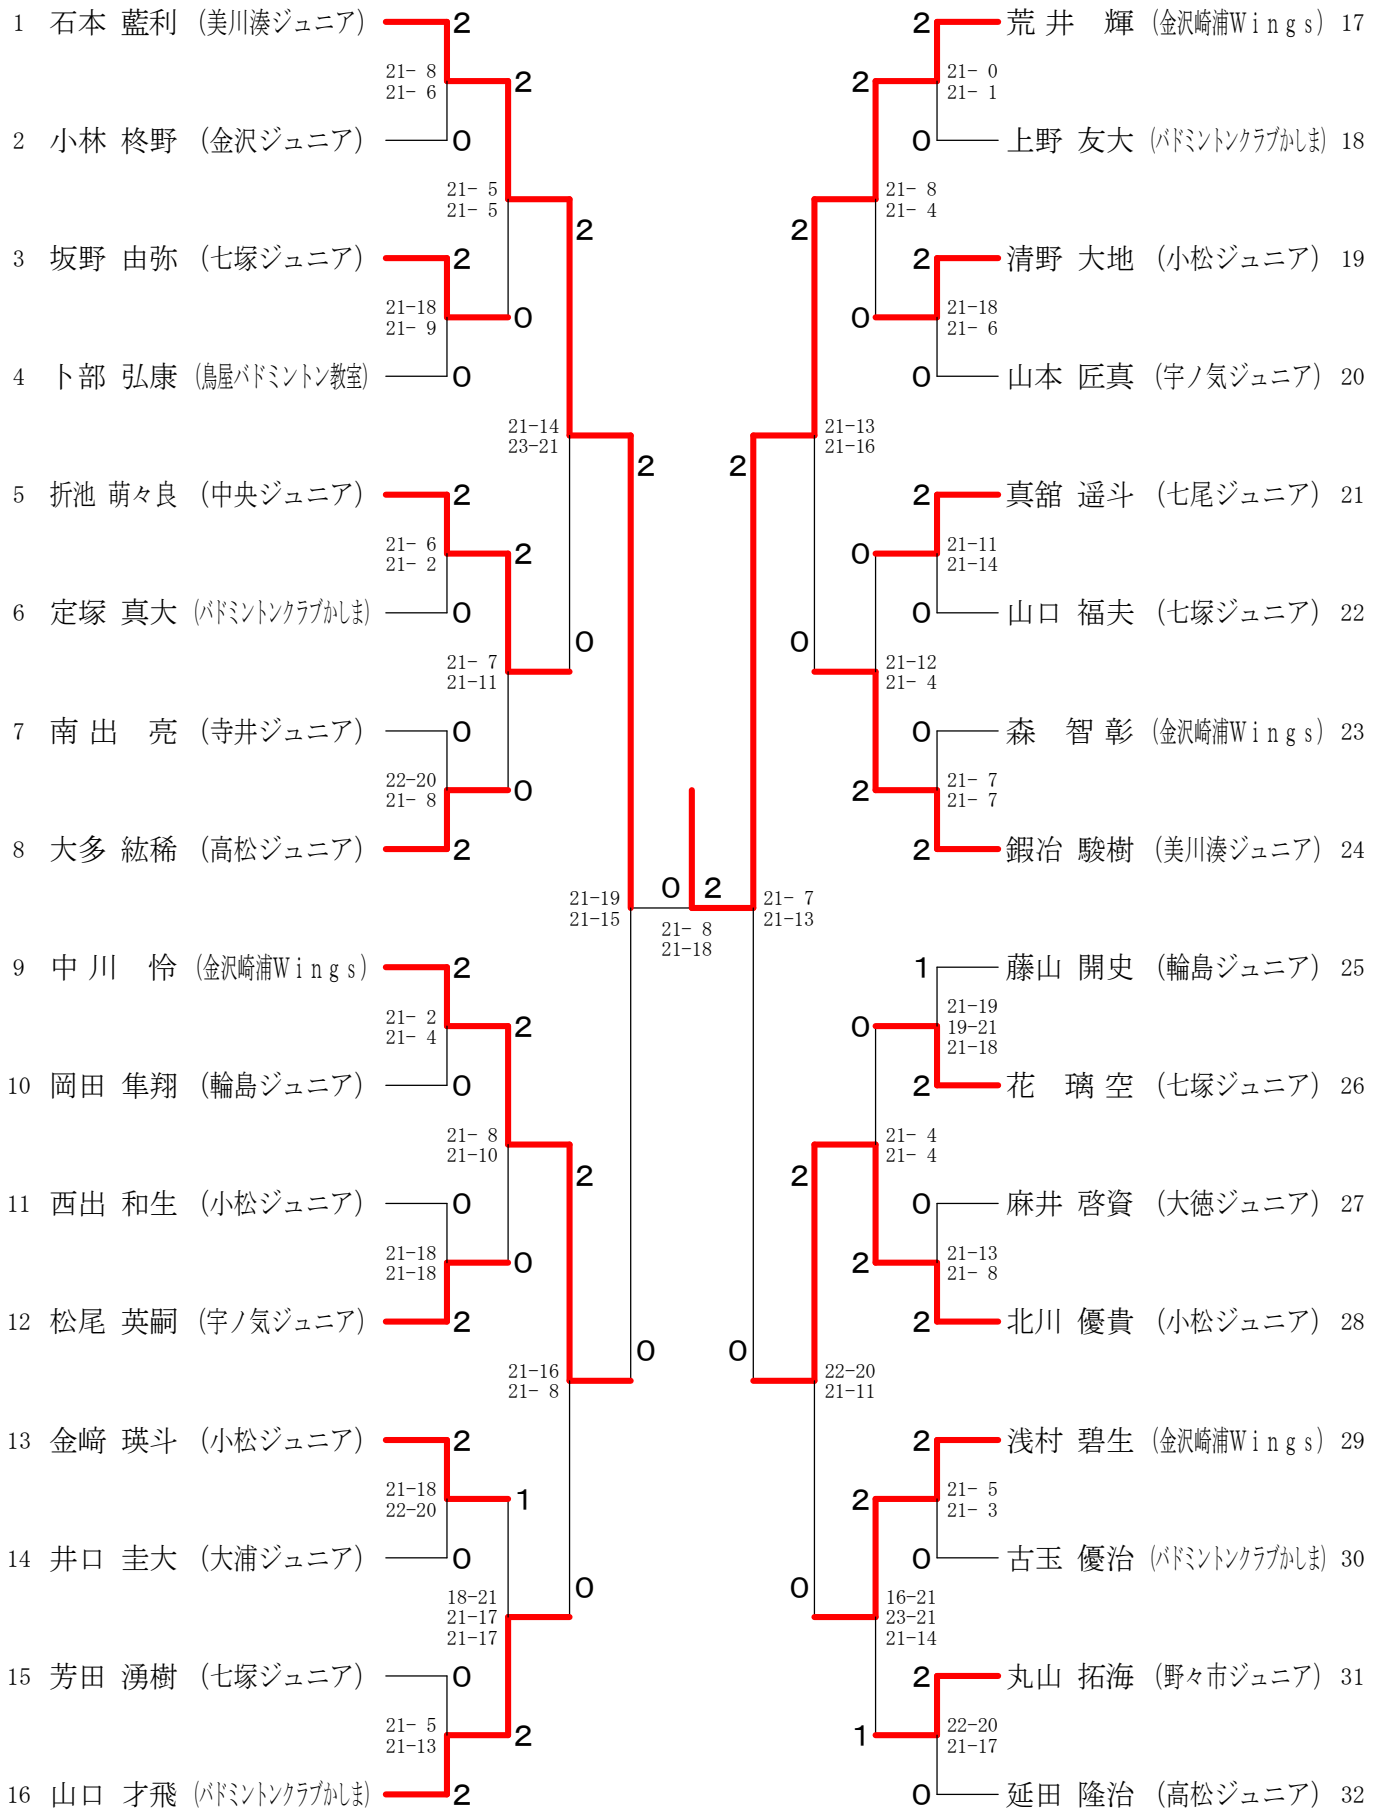 1 石本 藍利 (美川湊ジュニア) 2
21- 8
21- 6
2
2 小林 柊野 (金沢ジュニア) 0
21- 5
21- 5
2
3 坂野 由弥 (七塚ジュニア) 2
21-18
21- 9
0
4 卜部 弘康 (鳥屋バドミントン教室) 0
21-14
23-21
2
5 折池 萌々良 (中央ジュニア) 2
21- 6
21- 2
2
6 定塚 真大 (バドミントンクラブかしま) 0
21- 7
21-11
0
7 南出 亮 (寺井ジュニア) 0
22-20
21- 8
0
8 大多 紘稀 (高松ジュニア) 2
21-19
21-15
0 2
21- 8
21-18
9 中川 怜 (金沢崎浦Wings) 2
21- 2
21- 4
2
10 岡田 隼翔 (輪島ジュニア) 0
21- 8
21-10
2
11 西出 和生 (小松ジュニア) 0
21-18
21-18
0
12 松尾 英嗣 (宇ノ気ジュニア) 2
21-16
21- 8
0
13 金﨑 瑛斗 (小松ジュニア) 2
21-18
22-20
1
14 井口 圭大 (大浦ジュニア) 0
18-21
21-17
21-17
0
15 芳田 湧樹 (七塚ジュニア) 0
21- 5
21-13
2
16 山口 才飛 (バドミントンクラブかしま) 2
2 荒井 輝 (金沢崎浦Wings) 17
2
21- 0
21- 1
0 上野 友大 (バドミントンクラブかしま) 18
2
21- 8
21- 4
2 清野 大地 (小松ジュニア) 19
0
21-18
21- 6
0 山本 匠真 (宇ノ気ジュニア) 20
2
21-13
21-16
2 真舘 遥斗 (七尾ジュニア) 21
0
21-11
21-14
0 山口 福夫 (七塚ジュニア) 22
0
21-12
21- 4
0 森 智彰 (金沢崎浦Wings) 23
2
21- 7
21- 7
2 鍜冶 駿樹 (美川湊ジュニア) 24
21- 7
21-13
1 藤山 開史 (輪島ジュニア) 25
0
21-19
19-21
21-18
2 花 璃空 (七塚ジュニア) 26
2
21- 4
21- 4
0 麻井 啓資 (大徳ジュニア) 27
2
21-13
21- 8
2 北川 優貴 (小松ジュニア) 28
0
22-20
21-11
2 浅村 碧生 (金沢崎浦Wings) 29
2
21- 5
21- 3
0 古玉 優治 (バドミントンクラブかしま) 30
0
16-21
23-21
21-14
2 丸山 拓海 (野々市ジュニア) 31
1
22-20
21-17
0 延田 隆治 (高松ジュニア) 32